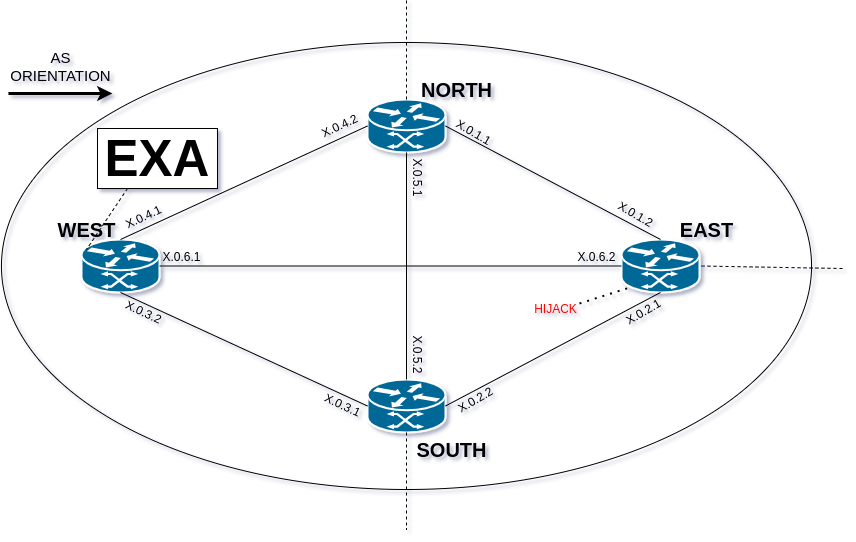 AS
ORIENTATION
NORTH
EXA
X.0.4.2
X.0.1.1
X.0.5.1
X.0.4.1
X.0.1.2
WEST
EAST
X.0.6.1
X.0.6.2
X.0.3.2
HIJACK
X.0.2.1
X.0.5.2
X.0.3.1
X.0.2.2
SOUTH